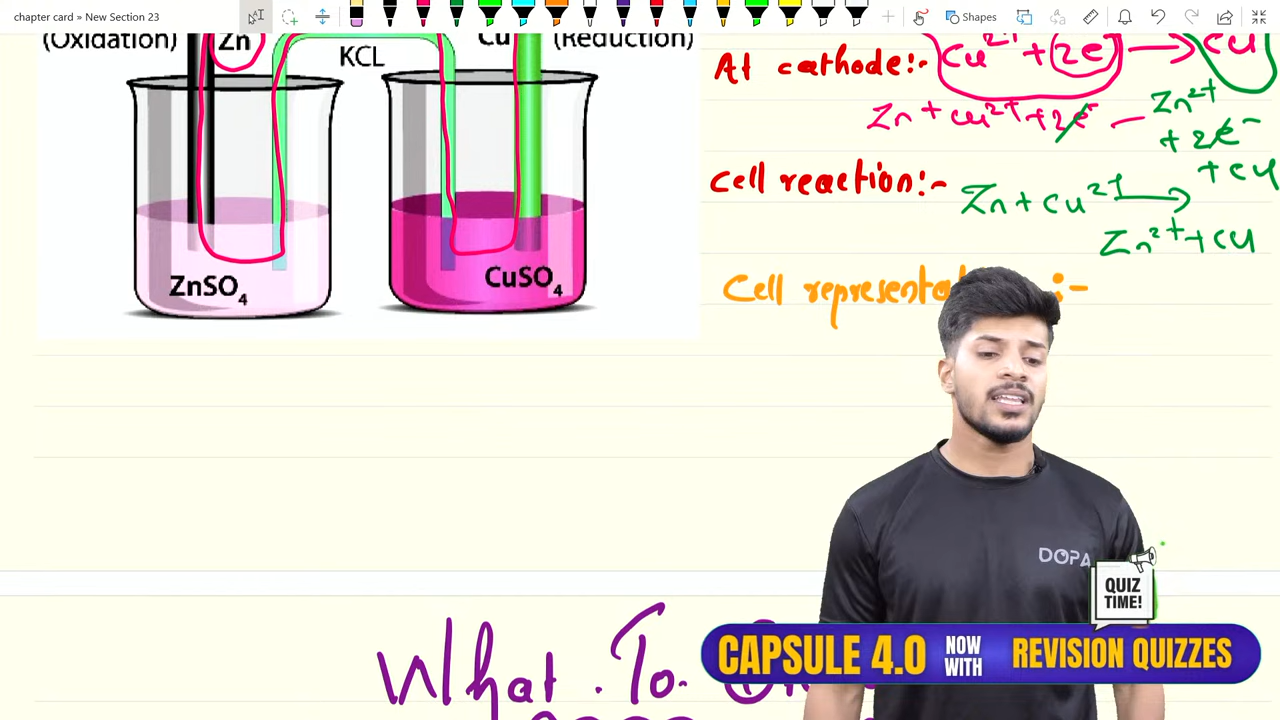 chapter card » New Section 23
Shapes
(Oxidation)
Zn
KCL
Cu
(Reduction)
At cathode:- Cu²⁺ + 2e⁻ → Cu
Zn + Cu²⁺ + 2e⁻ — Zn²⁺
+ 2e⁻
+ Cu
Cell reaction:- Zn + Cu²⁺ →
Zn²⁺ + Cu
ZnSO₄
CuSO₄
Cell :-
DOPA
QUIZ
TIME!
CAPSULE 4.0 NOW WITH REVISION QUIZZES
What To